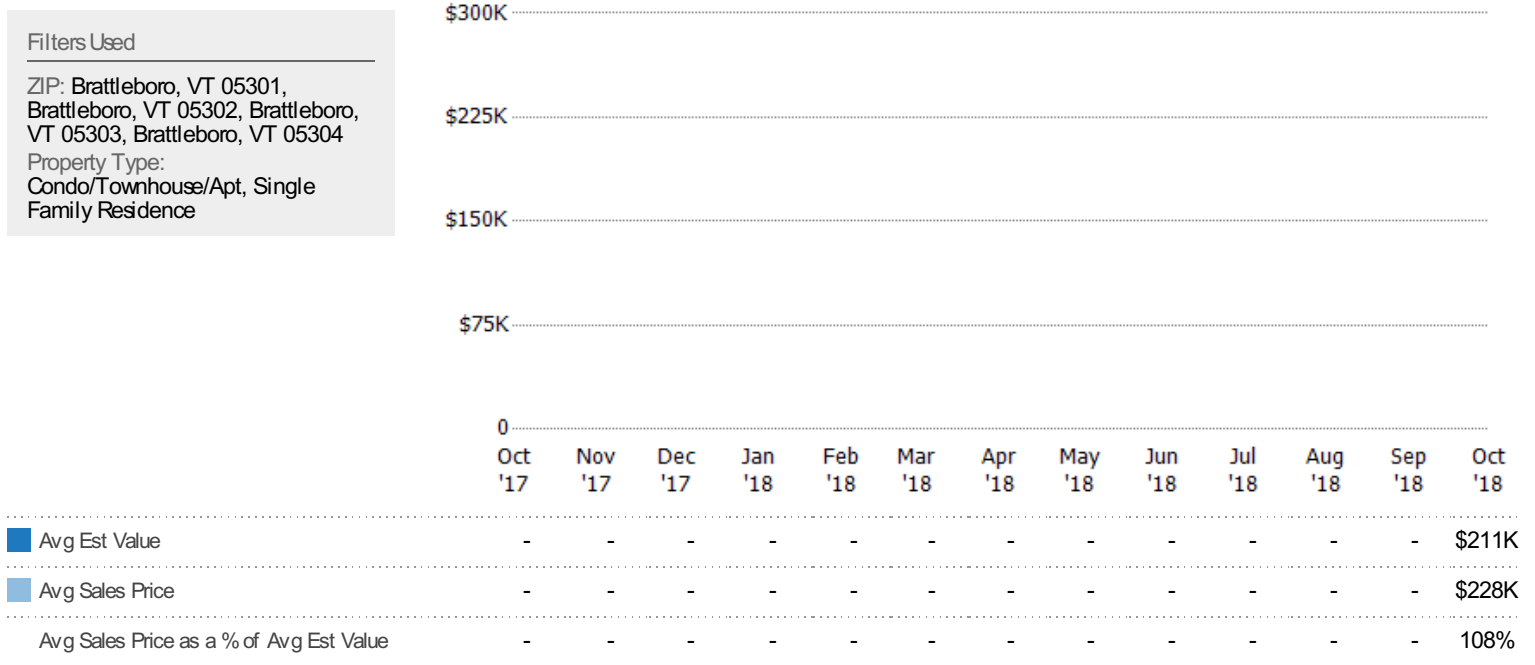 Filters Used
ZIP: Brattleboro, VT 05301,
Brattleboro, VT 05302, Brattleboro,
VT 05303, Brattleboro, VT 05304
Property Type:
Condo/Townhouse/Apt, Single
Family Residence
$300K
$225K
$150K
$75K
0
Oct Nov Dec Jan Feb Mar Apr May Jun Jul Aug Sep Oct
'17 '17 '17 '18 '18 '18 '18 '18 '18 '18 '18 '18 '18
Avg Est Value - - - - - - - - - - - - $211K
Avg Sales Price - - - - - - - - - - - - $228K
Avg Sales Price as a % of Avg Est Value - - - - - - - - - - - - 108%